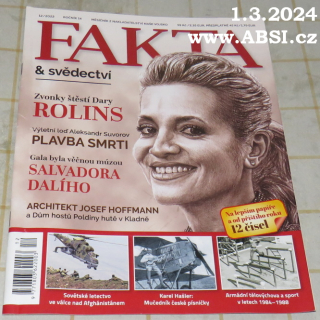 1.3.2024
www.ABSI.cz
FAKTA
& svědectví
Zvonky štěstí Dary
ROLINS
Výletní loď Aleksandr Suvorov
PLAVBA SMRTI
Gala byla věčnou múzou
SALVADORA
DALÍHO
ARCHITEKT JOSEF HOFFMANN
a Dům hostů Poldiny hutě v Kladně
Na lepším papíře
a od příštího roku
12 čísel
Sovětské letectvo
ve válce nad Afghánistánem
Karel Hašler:
Mučedník české písničky
Armádní tělovýchova a sport
v letech 1984–1988